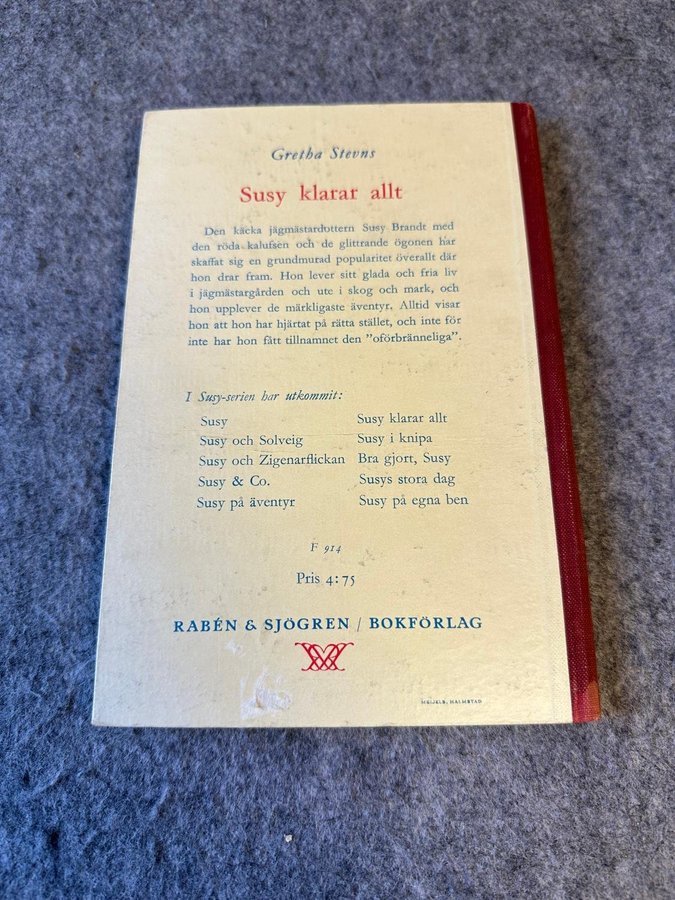 Gretha Stevns
Susy klarar allt
Den käcka jägmästardottern Susy Brandt med
den röda kalufsen och de glittrande ögonen har
skaffat sig en grundmurad popularitet överallt där
hon drar fram. Hon lever sitt glada och fria liv
i jägmästargården och ute i skog och mark, och
hon upplever de märkligaste äventyr. Alltid visar
hon att hon har hjärtat på rätta stället, och inte för
inte har hon fått tillnamnet den ”oförbränneliga”.
I Susy-serien har utkommit:
Susy
Susy och Solveig
Susy och Zigenarflickan
Susy & Co.
Susy på äventyr
Susy klarar allt
Susy i knipa
Bra gjort, Susy
Susys stora dag
Susy på egna ben
F 914
Pris 4:75
RABÉN & SJÖGREN / BOKFÖRLAG
MEIJELS, HALMSTAD